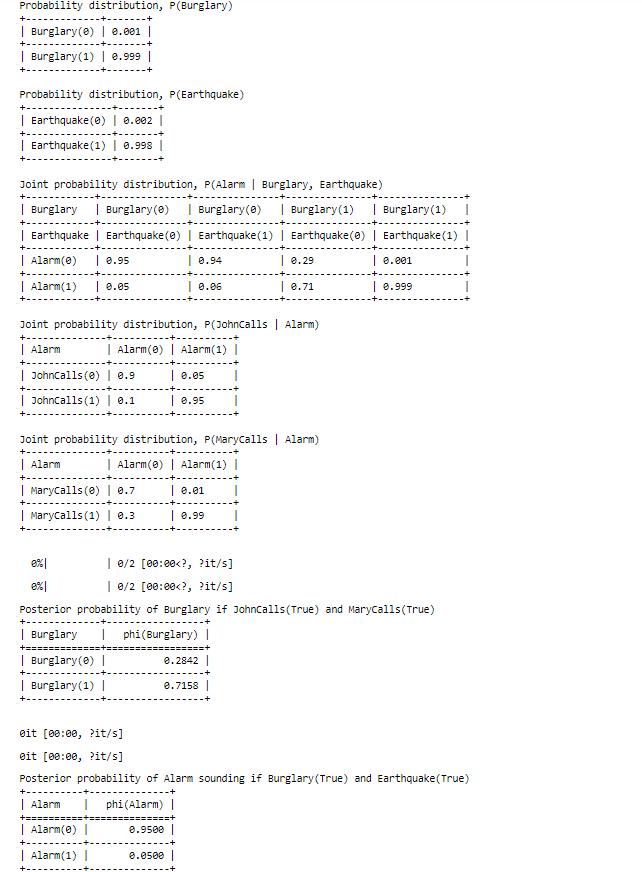 Probability distribution, P(Burglary)
+-------------+-------+
| Burglary(0) | 0.001 |
+-------------+-------+
| Burglary(1) | 0.999 |
+-------------+-------+
Probability distribution, P(Earthquake)
+---------------+-------+
| Earthquake(0) | 0.002 |
+---------------+-------+
| Earthquake(1) | 0.998 |
+---------------+-------+
Joint probability distribution, P(Alarm | Burglary, Earthquake)
+------------+---------------+---------------+---------------+---------------+
| Burglary   | Burglary(0)   | Burglary(0)   | Burglary(1)   | Burglary(1)   |
+------------+---------------+---------------+---------------+---------------+
| Earthquake | Earthquake(0) | Earthquake(1) | Earthquake(0) | Earthquake(1) |
+------------+---------------+---------------+---------------+---------------+
| Alarm(0)   | 0.95          | 0.94          | 0.29          | 0.001         |
+------------+---------------+---------------+---------------+---------------+
| Alarm(1)   | 0.05          | 0.06          | 0.71          | 0.999         |
+------------+---------------+---------------+---------------+---------------+
Joint probability distribution, P(JohnCalls | Alarm)
+--------------+----------+----------+
| Alarm        | Alarm(0) | Alarm(1) |
+--------------+----------+----------+
| JohnCalls(0) | 0.9      | 0.05     |
+--------------+----------+----------+
| JohnCalls(1) | 0.1      | 0.95     |
+--------------+----------+----------+
Joint probability distribution, P(MaryCalls | Alarm)
+--------------+----------+----------+
| Alarm        | Alarm(0) | Alarm(1) |
+--------------+----------+----------+
| MaryCalls(0) | 0.7      | 0.01     |
+--------------+----------+----------+
| MaryCalls(1) | 0.3      | 0.99     |
+--------------+----------+----------+
0%|          | 0/2 [00:00<?, ?it/s]
0%|          | 0/2 [00:00<?, ?it/s]
Posterior probability of Burglary if JohnCalls(True) and MaryCalls(True)
+-------------+-----------------+
| Burglary    |   phi(Burglary) |
+=============+=================+
| Burglary(0) |          0.2842 |
+-------------+-----------------+
| Burglary(1) |          0.7158 |
+-------------+-----------------+
0it [00:00, ?it/s]
0it [00:00, ?it/s]
Posterior probability of Alarm sounding if Burglary(True) and Earthquake(True)
+----------+--------------+
| Alarm    |   phi(Alarm) |
+==========+==============+
| Alarm(0) |       0.9500 |
+----------+--------------+
| Alarm(1) |       0.0500 |
+----------+--------------+